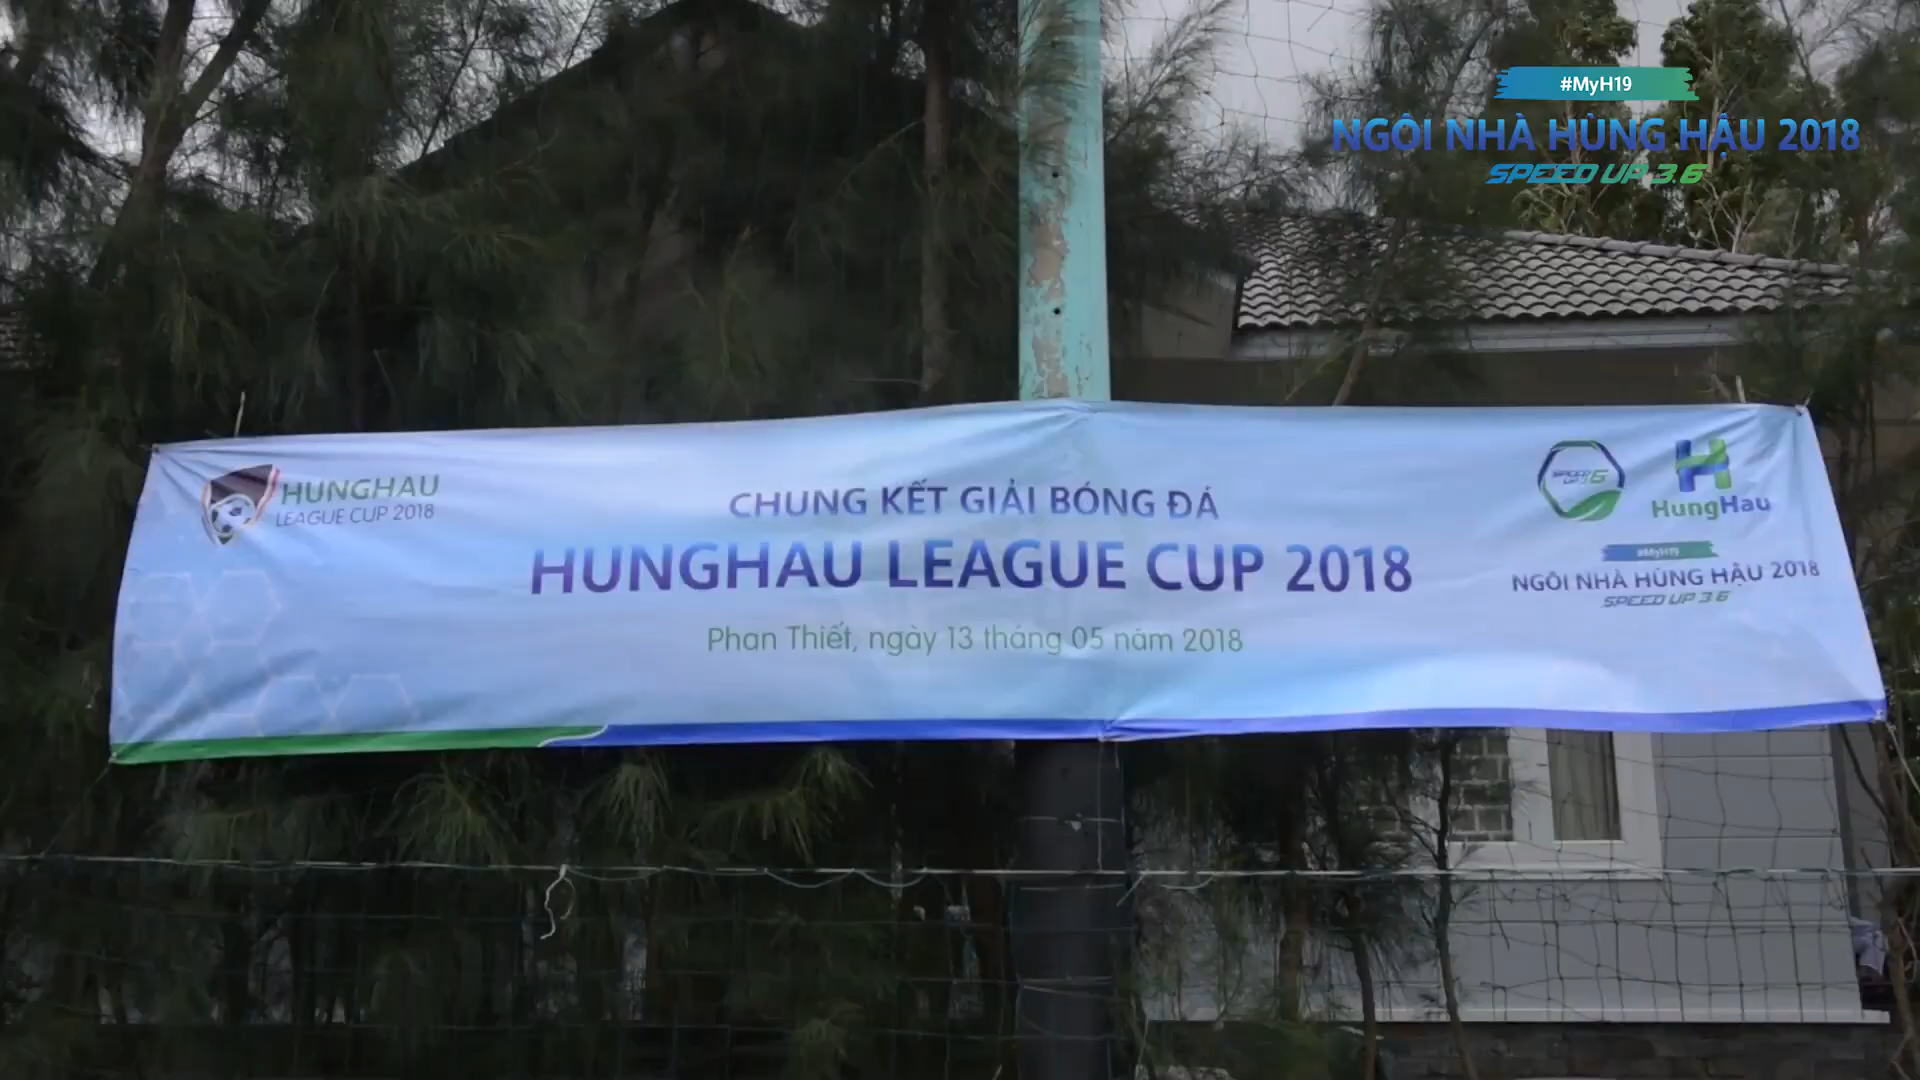 #MyH19
NGÔI NHÀ HÙNG HẬU 2018
SPEED UP 3.6
HUNGHAU
LEAGUE CUP 2018
CHUNG KẾT GIẢI BÓNG ĐÁ
HUNGHAU LEAGUE CUP 2018
Phan Thiết, ngày 13 tháng 05 năm 2018
HungHau
#MyH19
NGÔI NHÀ HÙNG HẬU 2018
SPEED UP 3.6